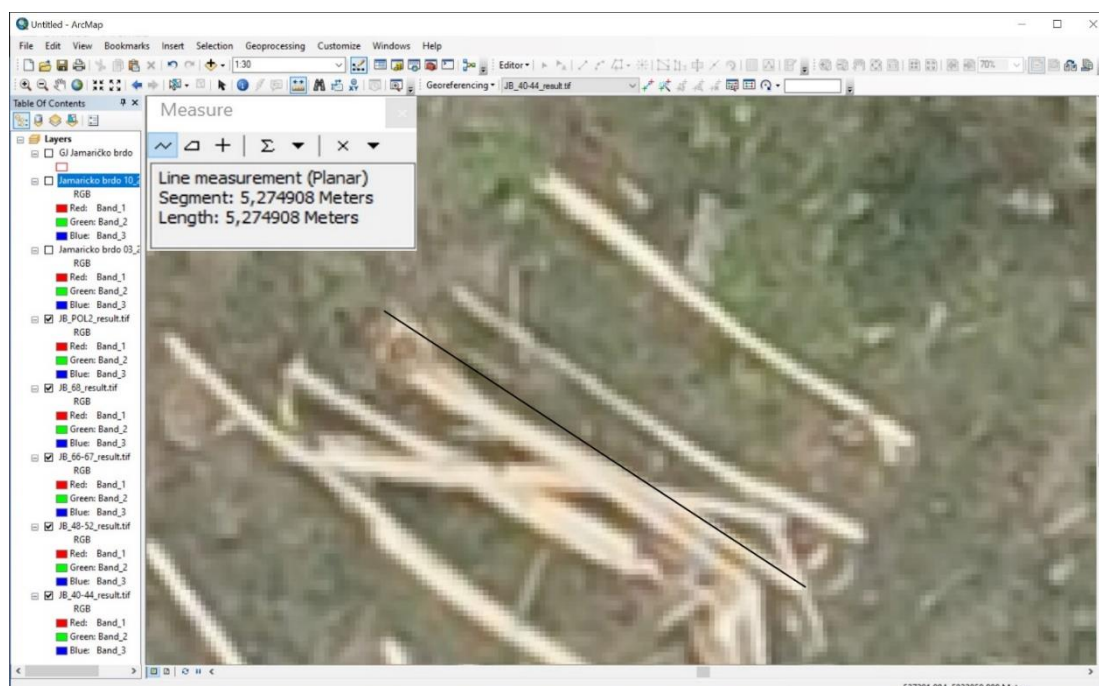 Untitled - ArcMap
File Edit View Bookmarks Insert Selection Geoprocessing Customize Windows Help
1:30
Editor
70%
Georeferencing
JB_40-44_result.tif
Table Of Contents
Layers
GJ Jamaričko brdo
Jamaricko brdo 10_2
RGB
Red: Band_1
Green: Band_2
Blue: Band_3
Jamaricko brdo 03_2
RGB
Red: Band_1
Green: Band_2
Blue: Band_3
JB_POL2_result.tif
RGB
Red: Band_1
Green: Band_2
Blue: Band_3
JB_68_result.tif
RGB
Red: Band_1
Green: Band_2
Blue: Band_3
JB_66-67_result.tif
RGB
Red: Band_1
Green: Band_2
Blue: Band_3
JB_48-52_result.tif
RGB
Red: Band_1
Green: Band_2
Blue: Band_3
JB_40-44_result.tif
RGB
Red: Band_1
Green: Band_2
Blue: Band_3
Measure
Line measurement (Planar)
Segment: 5,274908 Meters
Length: 5,274908 Meters